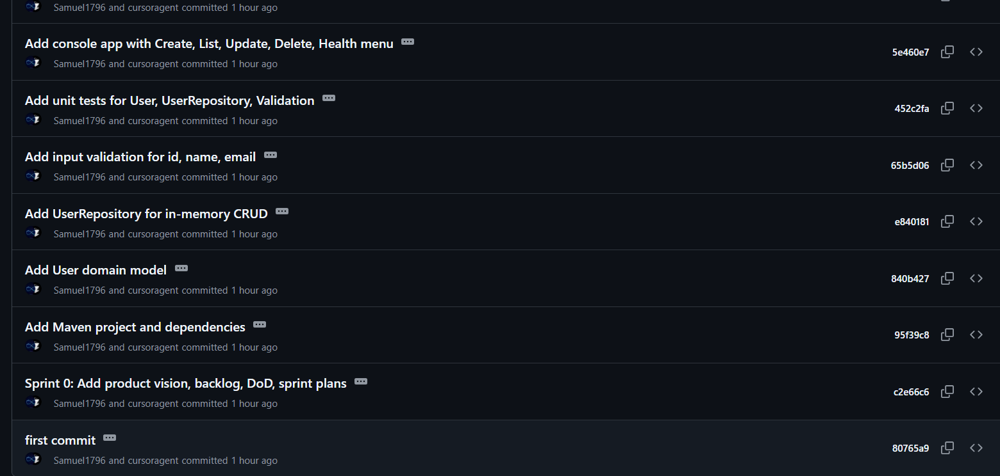 Samuel1796 and cursoragent committed 1 hour ago
Add console app with Create, List, Update, Delete, Health menu
Samuel1796 and cursoragent committed 1 hour ago
5e460e7
Add unit tests for User, UserRepository, Validation
Samuel1796 and cursoragent committed 1 hour ago
452c2fa
Add input validation for id, name, email
Samuel1796 and cursoragent committed 1 hour ago
65b5d06
Add UserRepository for in-memory CRUD
Samuel1796 and cursoragent committed 1 hour ago
e840181
Add User domain model
Samuel1796 and cursoragent committed 1 hour ago
840b427
Add Maven project and dependencies
Samuel1796 and cursoragent committed 1 hour ago
95f39c8
Sprint 0: Add product vision, backlog, DoD, sprint plans
Samuel1796 and cursoragent committed 1 hour ago
c2e66c6
first commit
Samuel1796 and cursoragent committed 1 hour ago
80765a9